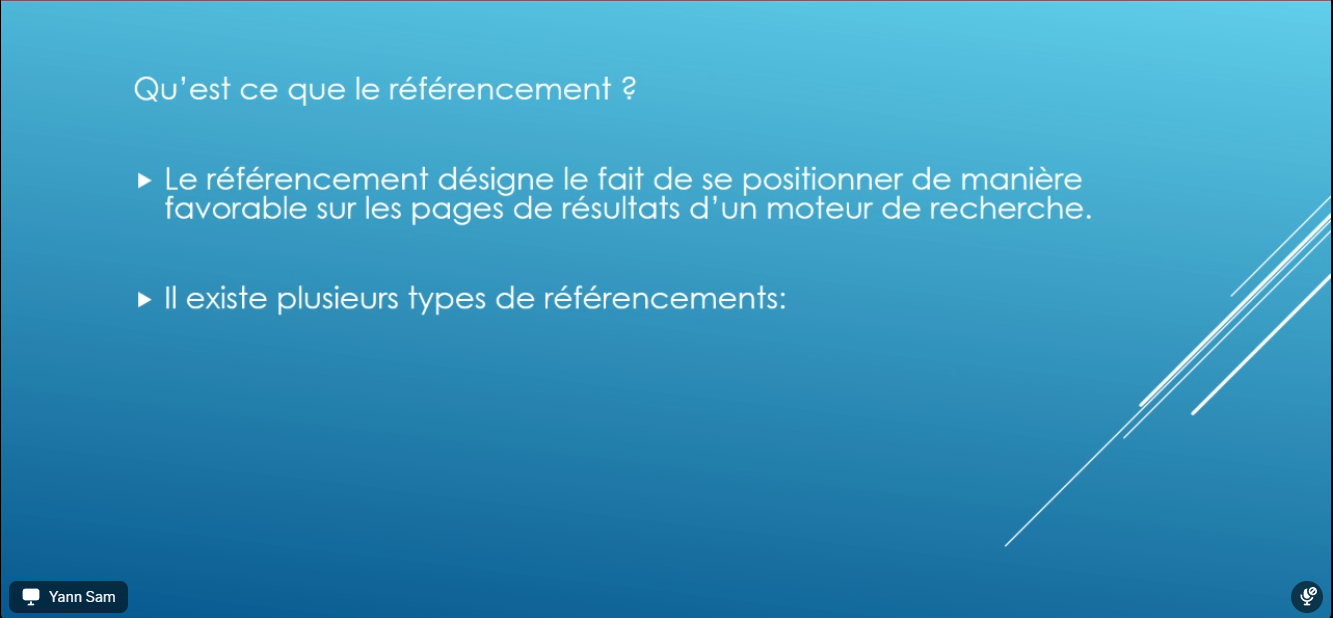 Qu’est ce que le référencement ?
Le référencement désigne le fait de se positionner de manière
favorable sur les pages de résultats d’un moteur de recherche.
Il existe plusieurs types de référencements:
Yann Sam